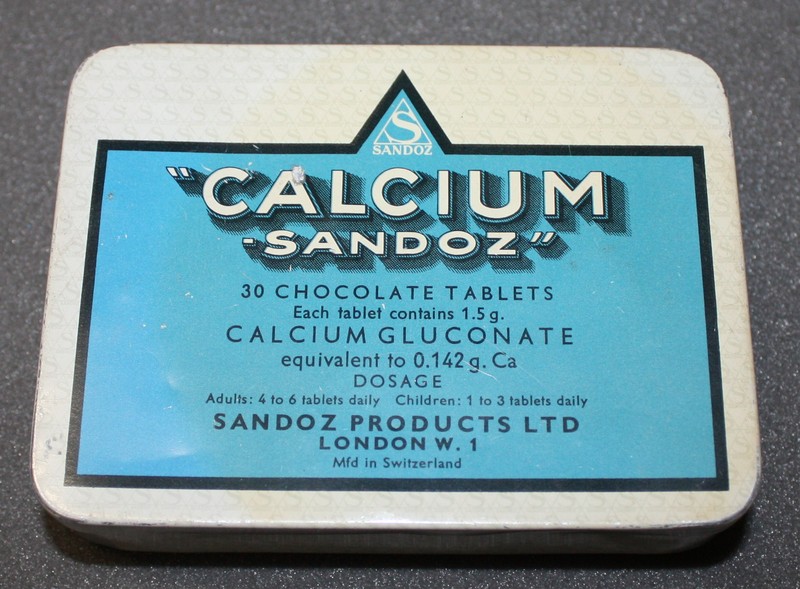 S
SANDOZ
"CALCIUM
-SANDOZ"
30 CHOCOLATE TABLETS
Each tablet contains 1.5 g.
CALCIUM GLUCONATE
equivalent to 0.142 g. Ca
DOSAGE
Adults: 4 to 6 tablets daily Children: 1 to 3 tablets daily
SANDOZ PRODUCTS LTD
LONDON W. 1
Mfd in Switzerland